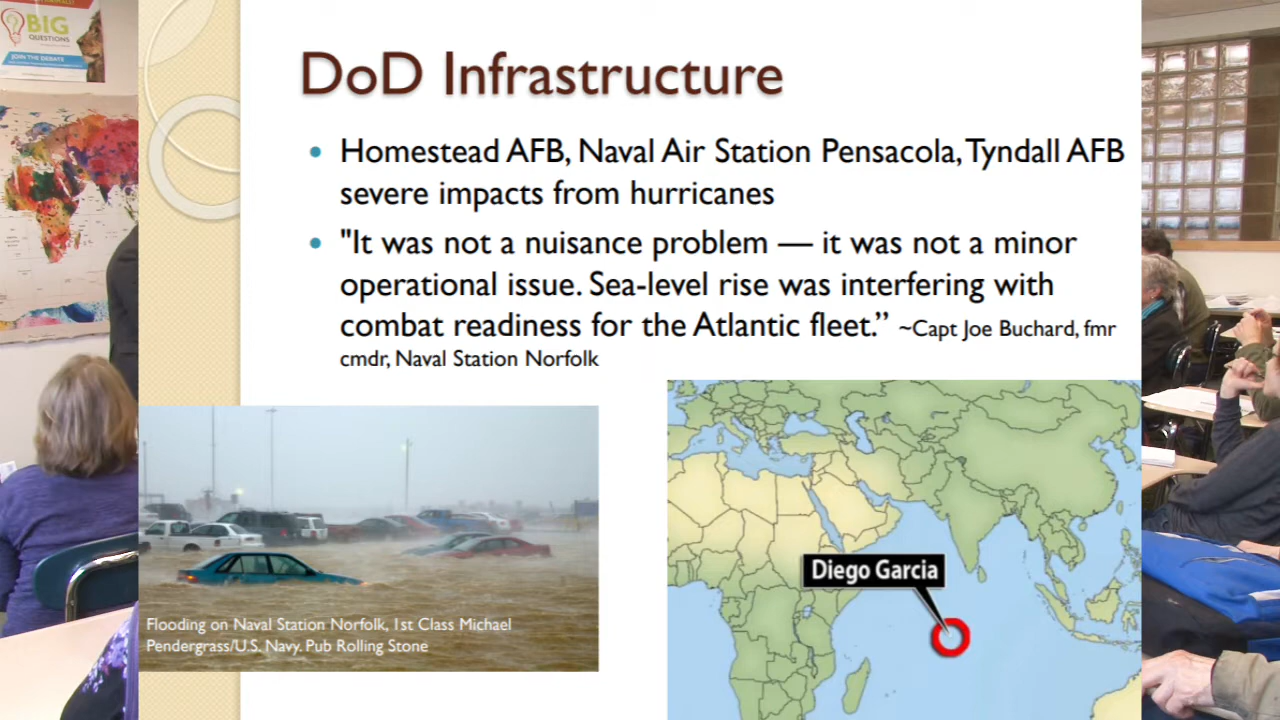 BIG
QUESTIONS
JOIN THE DEBATE
DoD Infrastructure
• Homestead AFB, Naval Air Station Pensacola, Tyndall AFB
severe impacts from hurricanes
• "It was not a nuisance problem — it was not a minor
operational issue. Sea-level rise was interfering with
combat readiness for the Atlantic fleet.” ~Capt Joe Buchard, fmr
cmdr, Naval Station Norfolk
Flooding on Naval Station Norfolk, 1st Class Michael
Pendergrass/U.S. Navy. Pub Rolling Stone
Diego Garcia